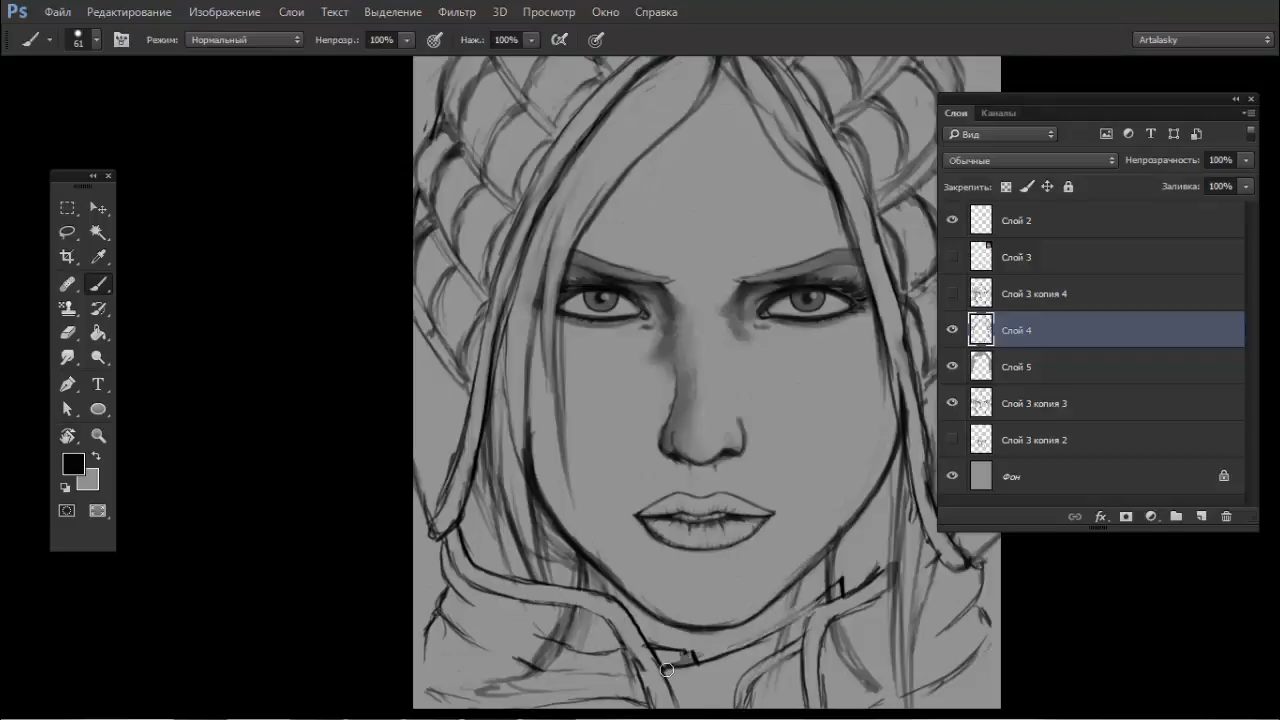 Ps Файл Редактирование Изображение Слои Текст Выделение Фильтр 3D Просмотр Окно Справка
61 Режим: Нормальный Непрозр.: 100% Наж.: 100% Artalasky
Слои Каналы
Вид
Обычные Непрозрачность: 100%
Закрепить: Заливка: 100%
Слой 2
Слой 3
Слой 3 копия 4
Слой 4
Слой 5
Слой 3 копия 3
Слой 3 копия 2
Фон
fx
T
T